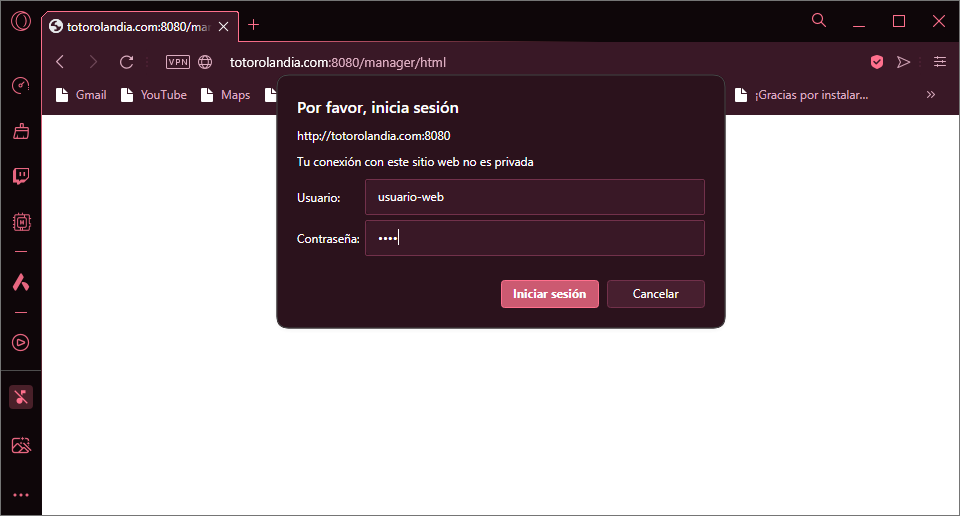 totorolandia.com:8080/mar
VPN
totorolandia.com:8080/manager/html
Gmail
YouTube
Maps
¡Gracias por instalar...
Por favor, inicia sesión
http://totorolandia.com:8080
Tu conexión con este sitio web no es privada
Usuario:
usuario-web
Contraseña:
••••
Iniciar sesión
Cancelar